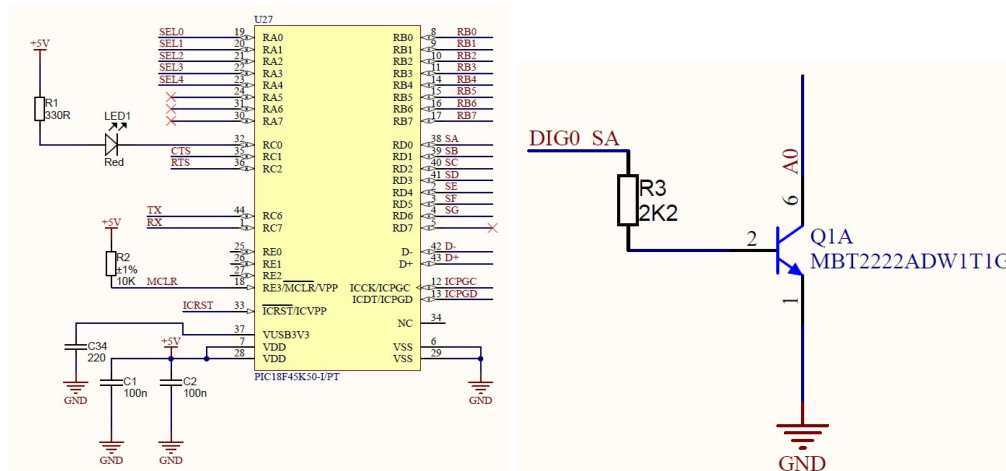 U27
SEL0 19 RA0 RB0 8 RB0
SEL1 20 RA1 RB1 9 RB1
SEL2 21 RA2 RB2 10 RB2
SEL3 22 RA3 RB3 11 RB3
SEL4 23 RA4 RB4 14 RB4
24 RA5 RB5 15 RB5
31 RA6 RB6 16 RB6
30 RA7 RB7 17 RB7
+5V
R1
330R
LED1
Red
32 RC0 RD0 38 SA
CTS 35 RC1 RD1 39 SB
RTS 36 RC2 RD2 40 SC
RD3 41 SD
RD4 2 SE
RD5 3 SF
TX 44 RC6 RD6 4 SG
RX 1 RC7 RD7 5
+5V
R2
±1%
10K
25 RE0 D- 42 D-
26 RE1 D+ 43 D+
27 RE2
MCLR 18 RE3/MCLR/VPP ICCK/ICPGC 12 ICPGC
ICDT/ICPGD 13 ICPGD
ICRST 33 ICRST/ICVPP
NC 34
37 VUSB3V3
+5V 7 VDD VSS 6
28 VDD VSS 29
PIC18F45K50-I/PT
C34
220
GND
C1
100n
C2
100n
GND
GND
GND
DIG0 SA
R3
2K2
A0
6
2
Q1A
MBT2222ADW1T1G
1
GND